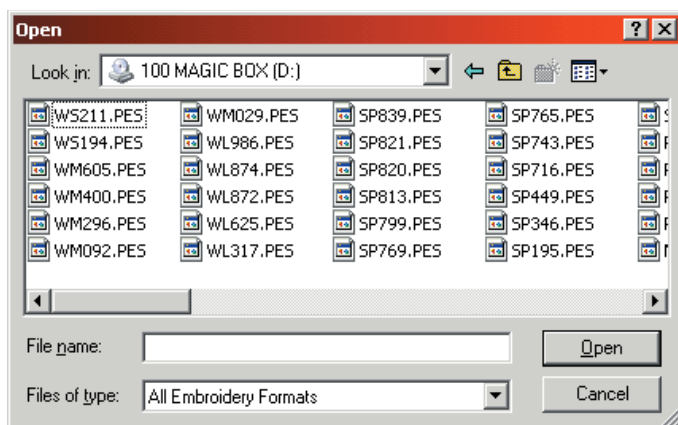 Open
Look in: 100 MAGIC BOX (D:)
WS211.PES WM029.PES SP839.PES SP765.PES
WS194.PES WL986.PES SP821.PES SP743.PES
WM605.PES WL874.PES SP820.PES SP716.PES
WM400.PES WL872.PES SP813.PES SP449.PES
WM296.PES WL625.PES SP799.PES SP346.PES
WM092.PES WL317.PES SP769.PES SP195.PES
File name: Open
Files of type: All Embroidery Formats Cancel